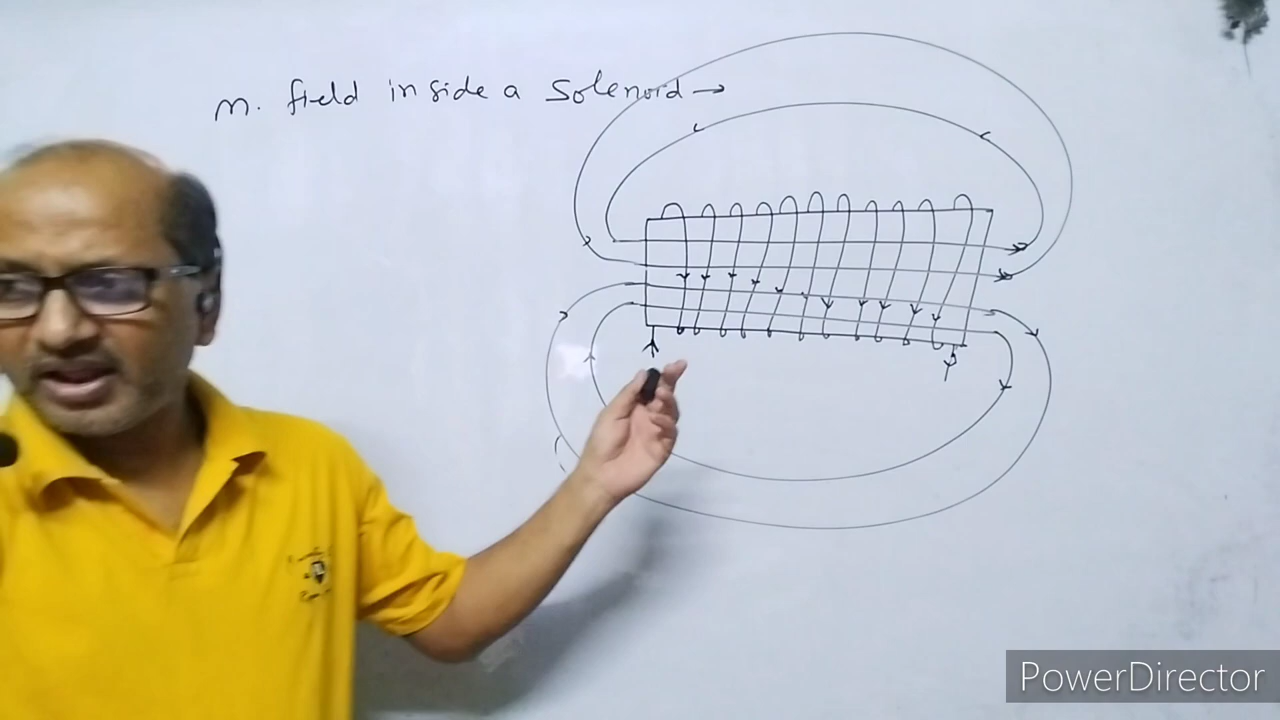 m. field inside a Solenoid →
PowerDirector